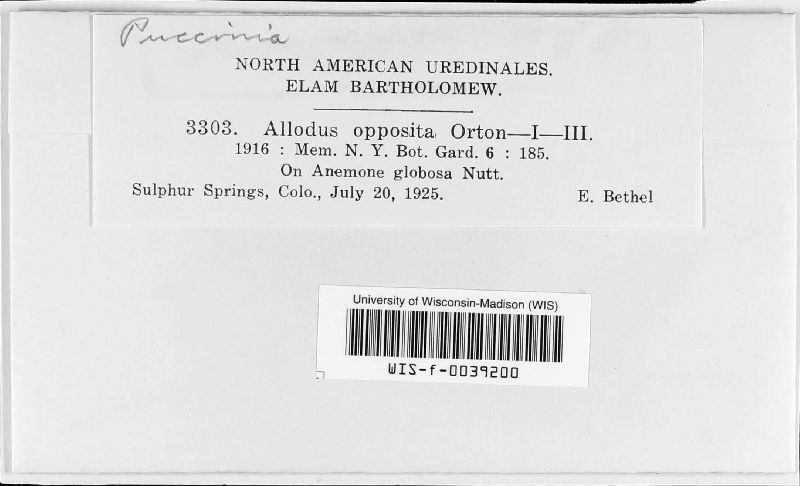 Puccinia
NORTH AMERICAN UREDINALES.
ELAM BARTHOLOMEW.
3303. Allodus opposita Orton—I—III.
1916 : Mem. N. Y. Bot. Gard. 6 : 185.
On Anemone globosa Nutt.
Sulphur Springs, Colo., July 20, 1925. E. Bethel
University of Wisconsin-Madison (WIS)
WIS-f-0039200